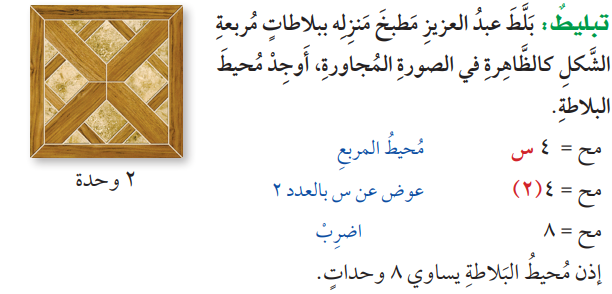 تبليطٌ: بَلَّطَ عبدُ العزيزِ مَطبخَ مَنزِلِه ببلاطاتٍ مُربعةِ
الشَّكلِ كالظَّاهِرةِ في الصورةِ المُجاورةِ، أَوجِدْ مُحيطَ
البلاطةِ.
مح = ٤ س مُحيطُ المربعِ
مح = ٤(٢) عوض عن س بالعدد ٢
مح = ٨ اضرِبْ
إذن مُحيطُ البَلاطةِ يساوي ٨ وحداتٍ.
٢ وحدة